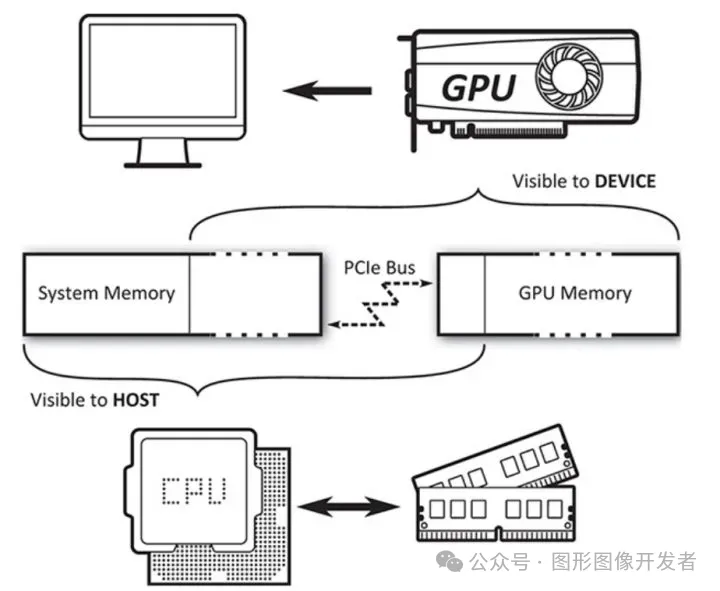 GPU
Visible to DEVICE
System Memory
PCIe Bus
GPU Memory
Visible to HOST
CPU
公众号 · 图形图像开发者